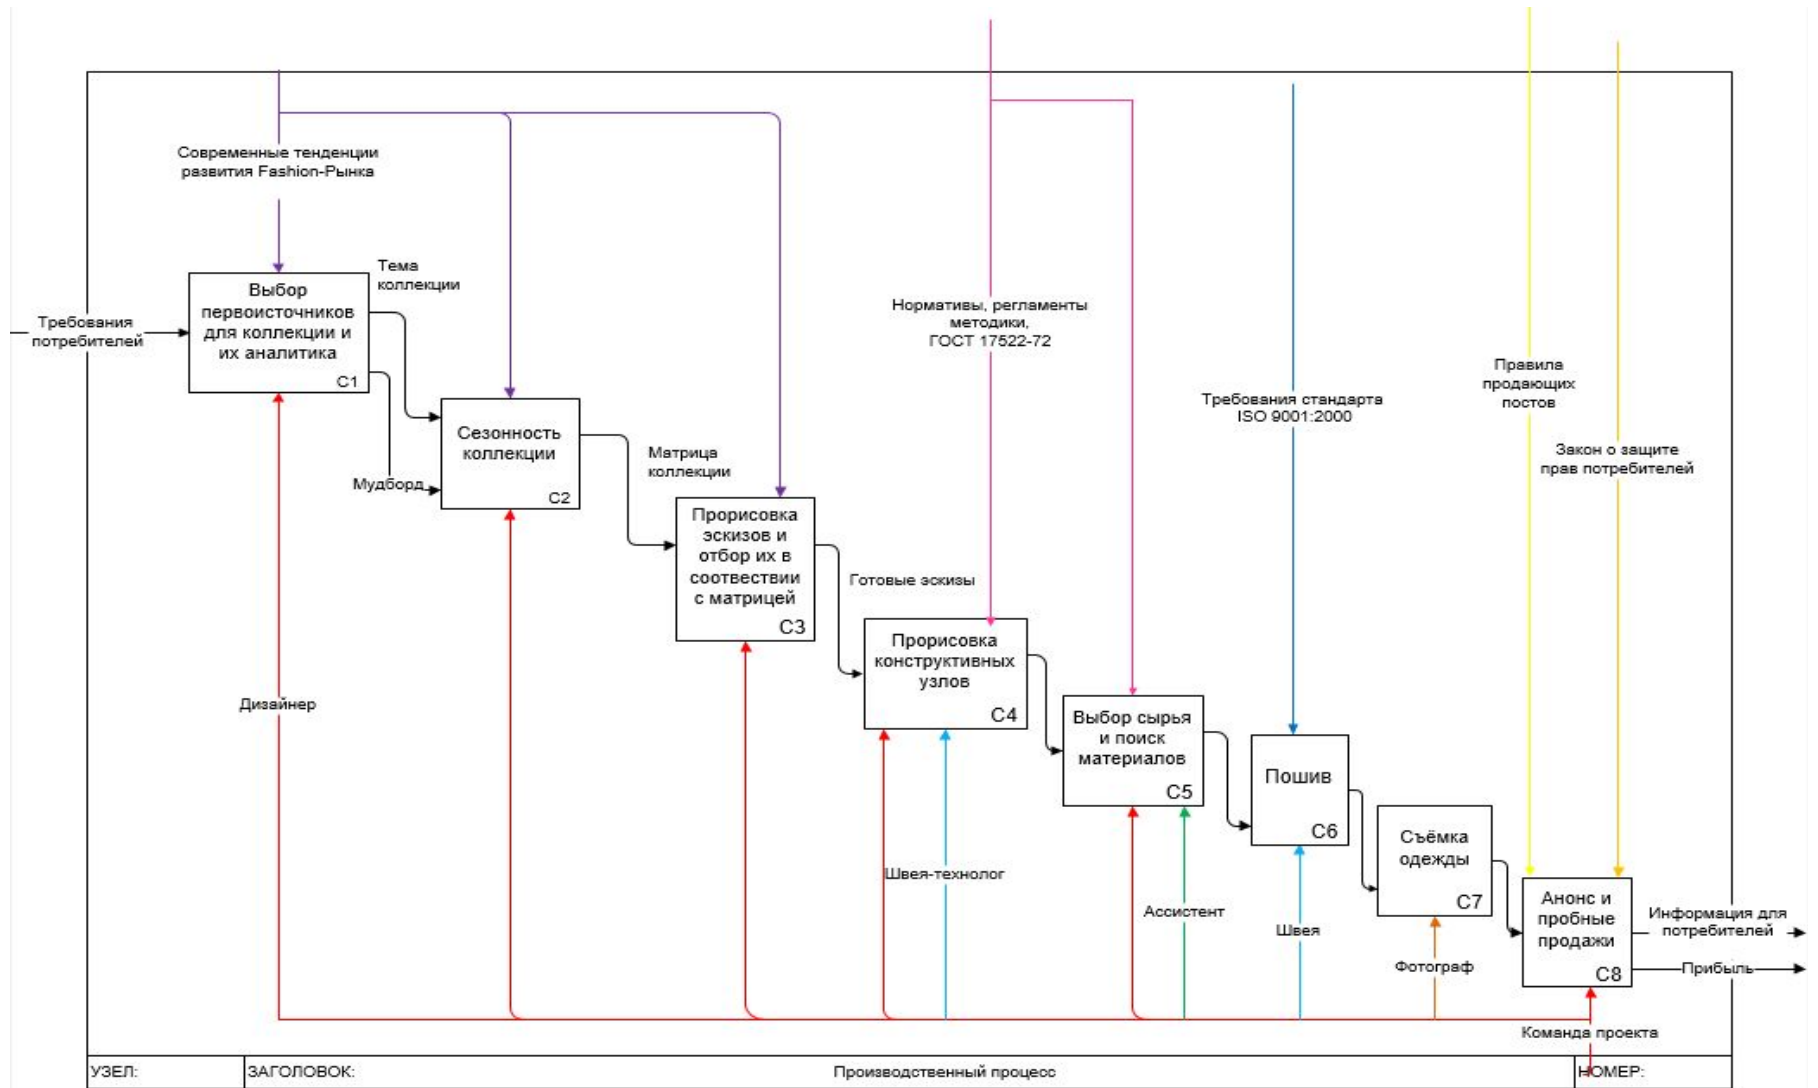 Современные тенденции
развития Fashion-Рынка
Требования
потребителей
Выбор
первоисточников
для коллекции и
их аналитика
C1
Тема
коллекции
Мудборд
Сезонность
коллекции
C2
Матрица
коллекции
Прорисовка
эскизов и
отбор их в
соотвествии
с матрицей
C3
Готовые эскизы
Нормативы, регламенты
методики,
ГОСТ 17522-72
Прорисовка
конструктивных
узлов
C4
Выбор сырья
и поиск
материалов
C5
Требования стандарта
ISO 9001:2000
Пошив
C6
Съёмка
одежды
C7
Правила
продающих
постов
Закон о защите
прав потребителей
Анонс и
пробные
продажи
C8
Информация для
потребителей
Прибыль
Дизайнер
Швея-технолог
Ассистент
Швея
Фотограф
Команда проекта
УЗЕЛ:
ЗАГОЛОВОК:
Производственный процесс
НОМЕР: